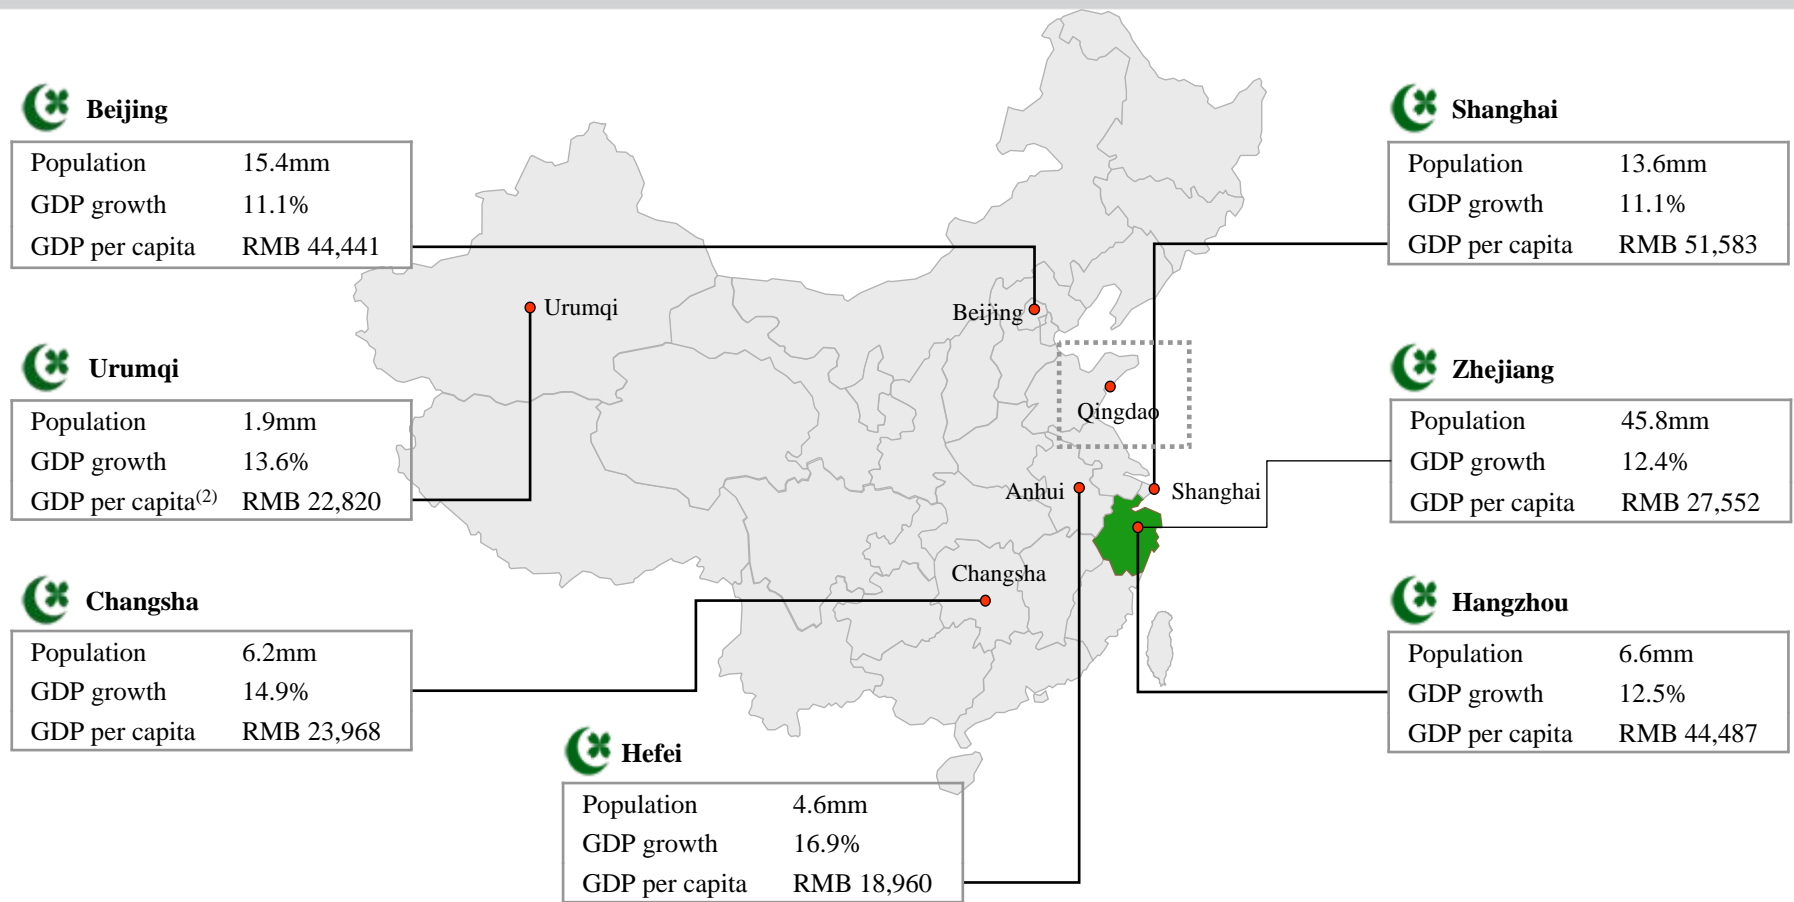 Beijing
Population 15.4mm
GDP growth 11.1%
GDP per capita RMB 44,441
Urumqi
Population 1.9mm
GDP growth 13.6%
GDP per capita(2) RMB 22,820
Changsha
Population 6.2mm
GDP growth 14.9%
GDP per capita RMB 23,968
Hefei
Population 4.6mm
GDP growth 16.9%
GDP per capita RMB 18,960
Urumqi
Beijing
Qingdao
Anhui
Shanghai
Changsha
Shanghai
Population 13.6mm
GDP growth 11.1%
GDP per capita RMB 51,583
Zhejiang
Population 45.8mm
GDP growth 12.4%
GDP per capita RMB 27,552
Hangzhou
Population 6.6mm
GDP growth 12.5%
GDP per capita RMB 44,487